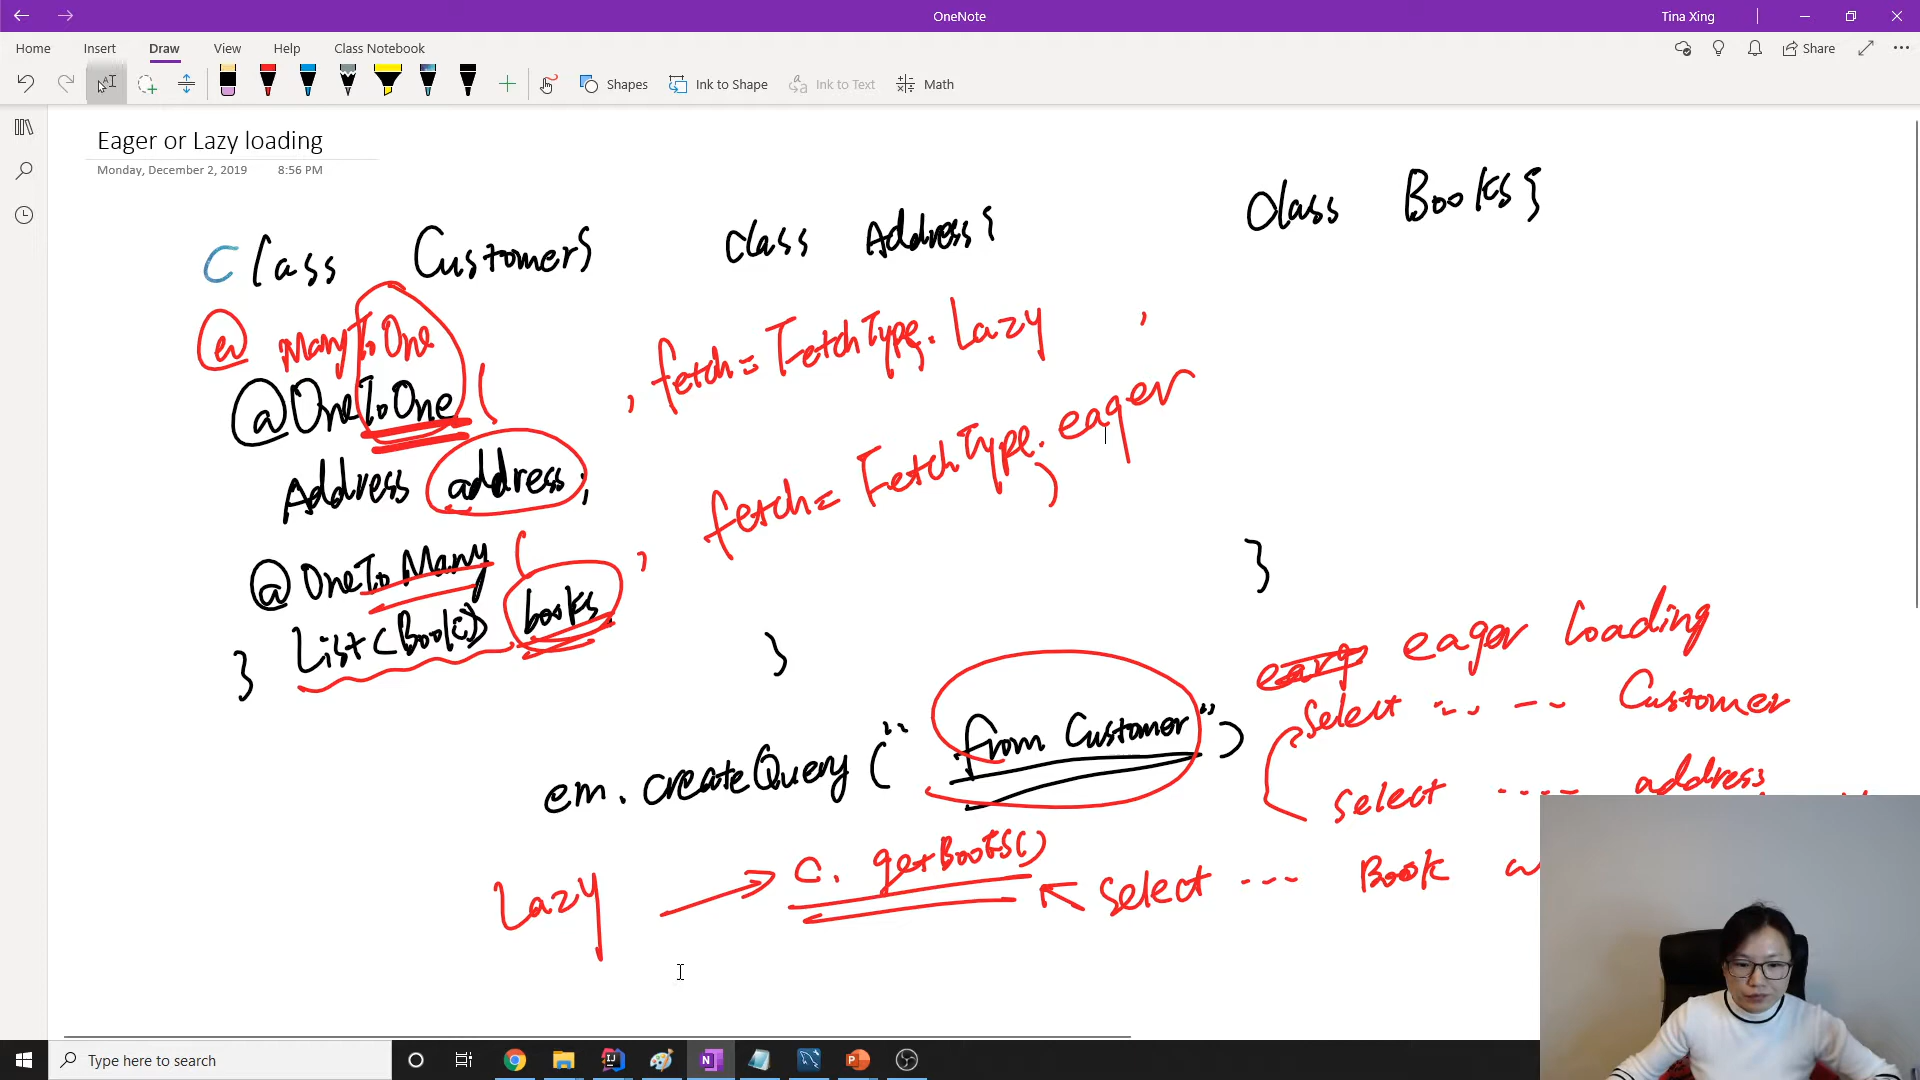 OneNote
Tina Xing
Home Insert Draw View Help Class Notebook
Share
Shapes Ink to Shape Ink to Text Math
Eager or Lazy loading
Monday, December 2, 2019 8:56 PM
Class Customer{
class Address{
Class Books{
@ ManyToOne
@OneToOne (
, fetch= FetchType. Lazy ,
Address address;
, fetch= FetchType. eager )
@OneToMany (
List<Book> books
}
}
}
em. createQuery (" from Customer")
eager loading
Select .. -- Customer
select ---- address
Lazy → c. getBooks() ← Select --- Book
Type here to search